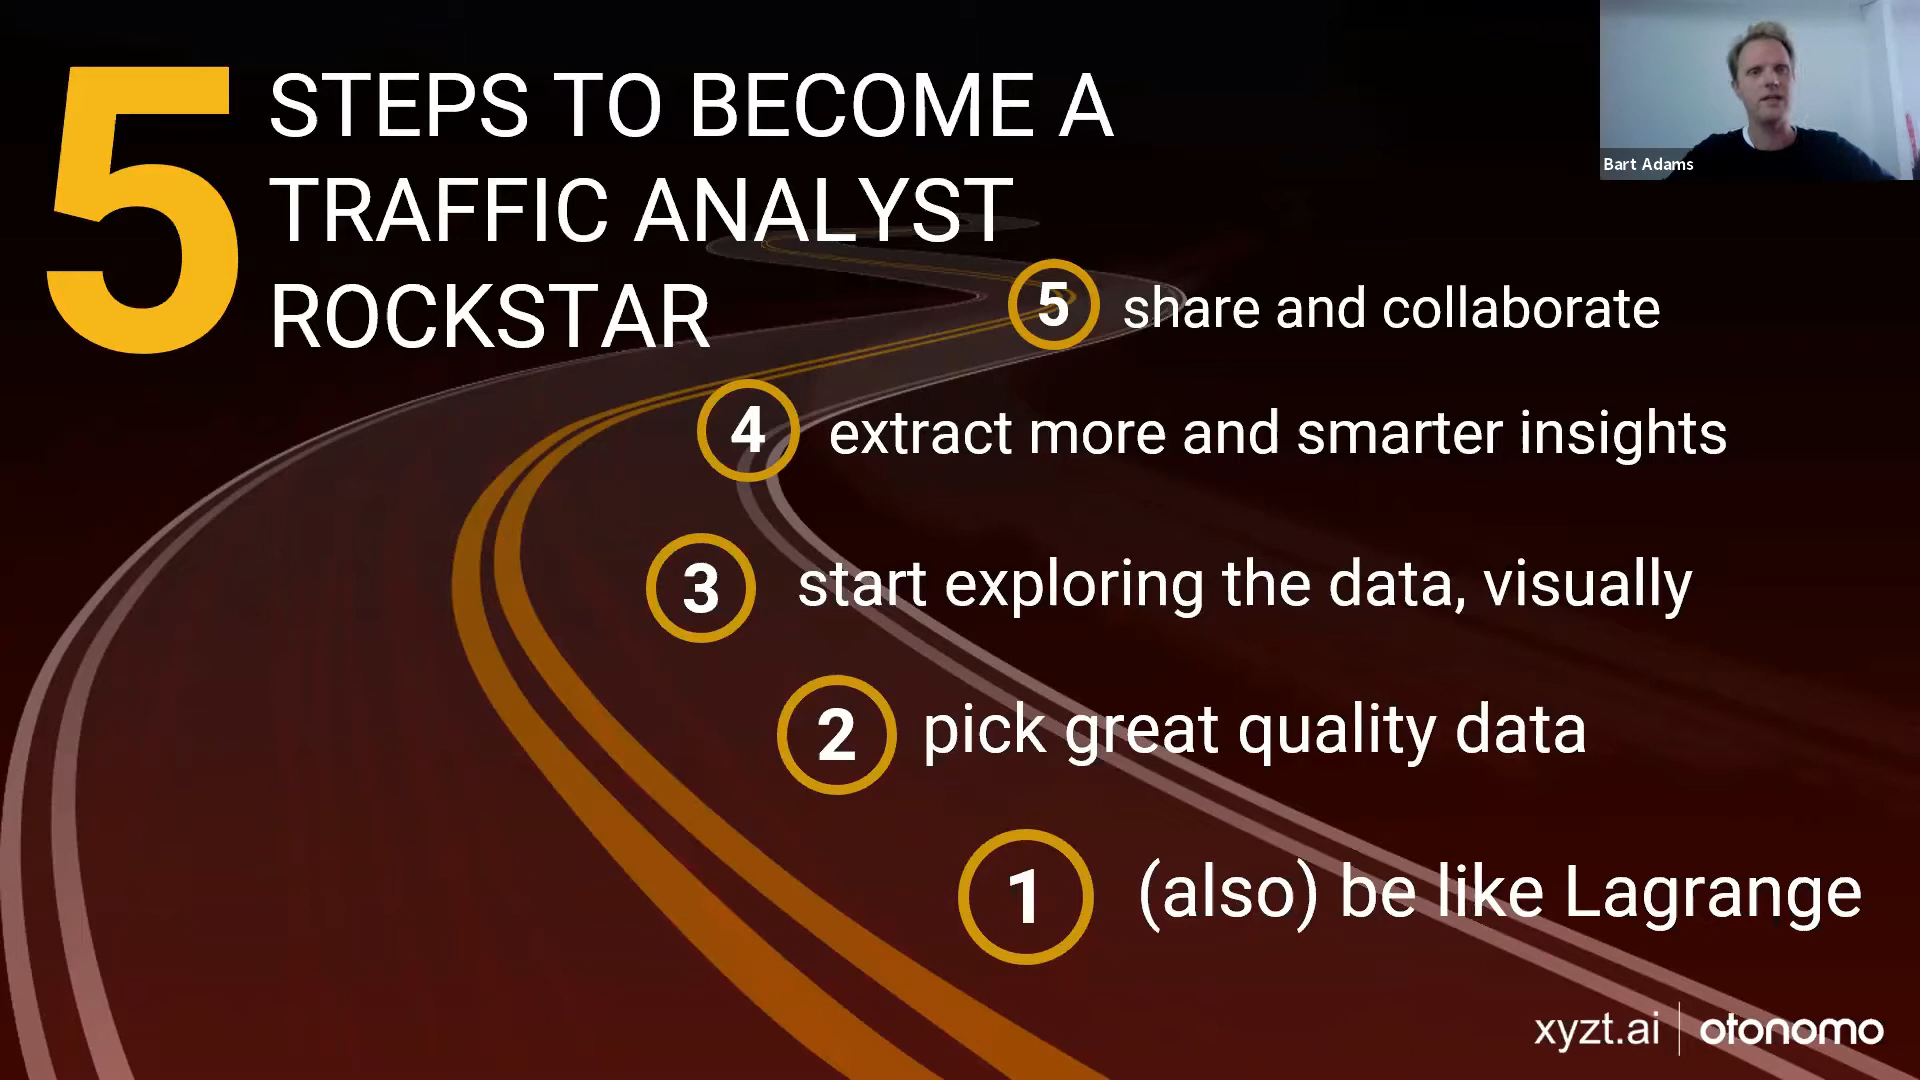 5
STEPS TO BECOME A
TRAFFIC ANALYST
ROCKSTAR
Bart Adams
5 share and collaborate
4 extract more and smarter insights
3 start exploring the data, visually
2 pick great quality data
1 (also) be like Lagrange
xyzt.ai | otonomo